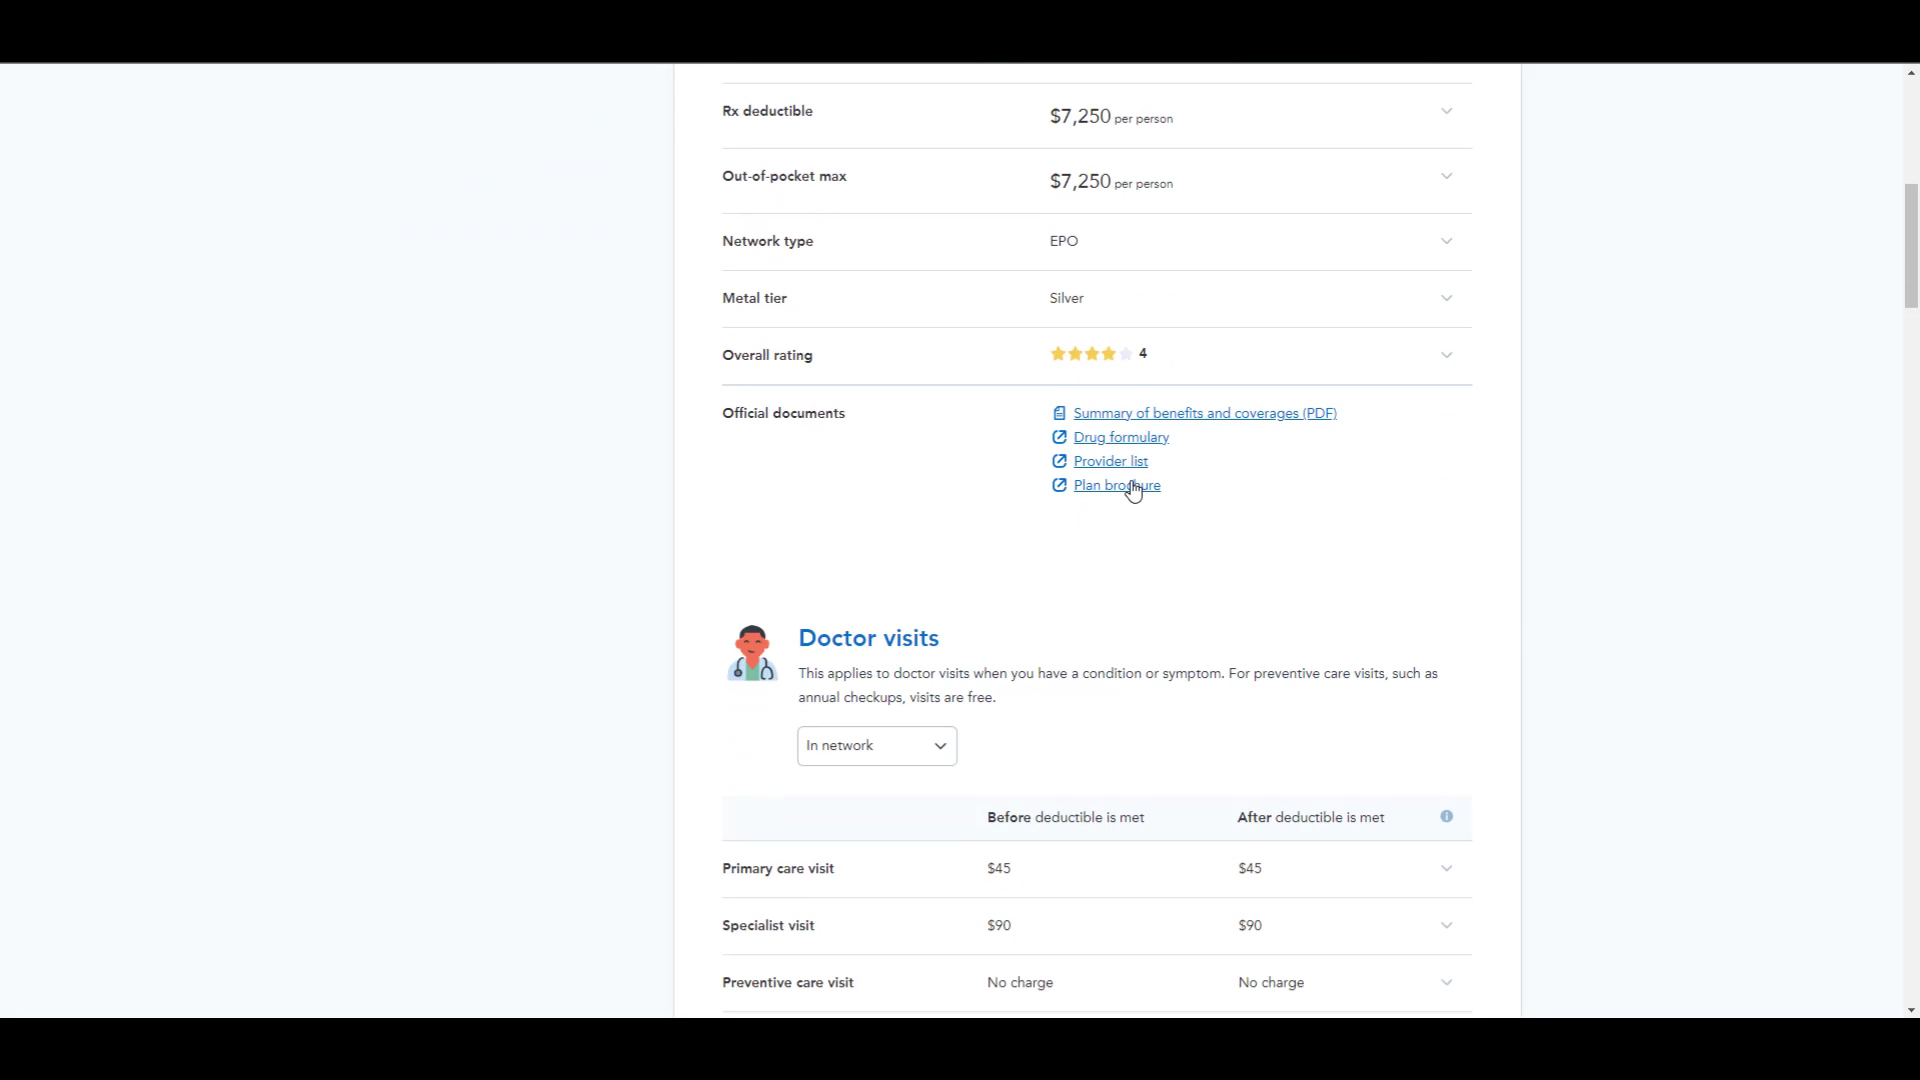 Rx deductible $7,250 per person
Out-of-pocket max $7,250 per person
Network type EPO
Metal tier Silver
Overall rating 4
Official documents Summary of benefits and coverages (PDF)
Drug formulary
Provider list
Plan brochure
Doctor visits
This applies to doctor visits when you have a condition or symptom. For preventive care visits, such as
annual checkups, visits are free.
In network
Before deductible is met After deductible is met
Primary care visit $45 $45
Specialist visit $90 $90
Preventive care visit No charge No charge